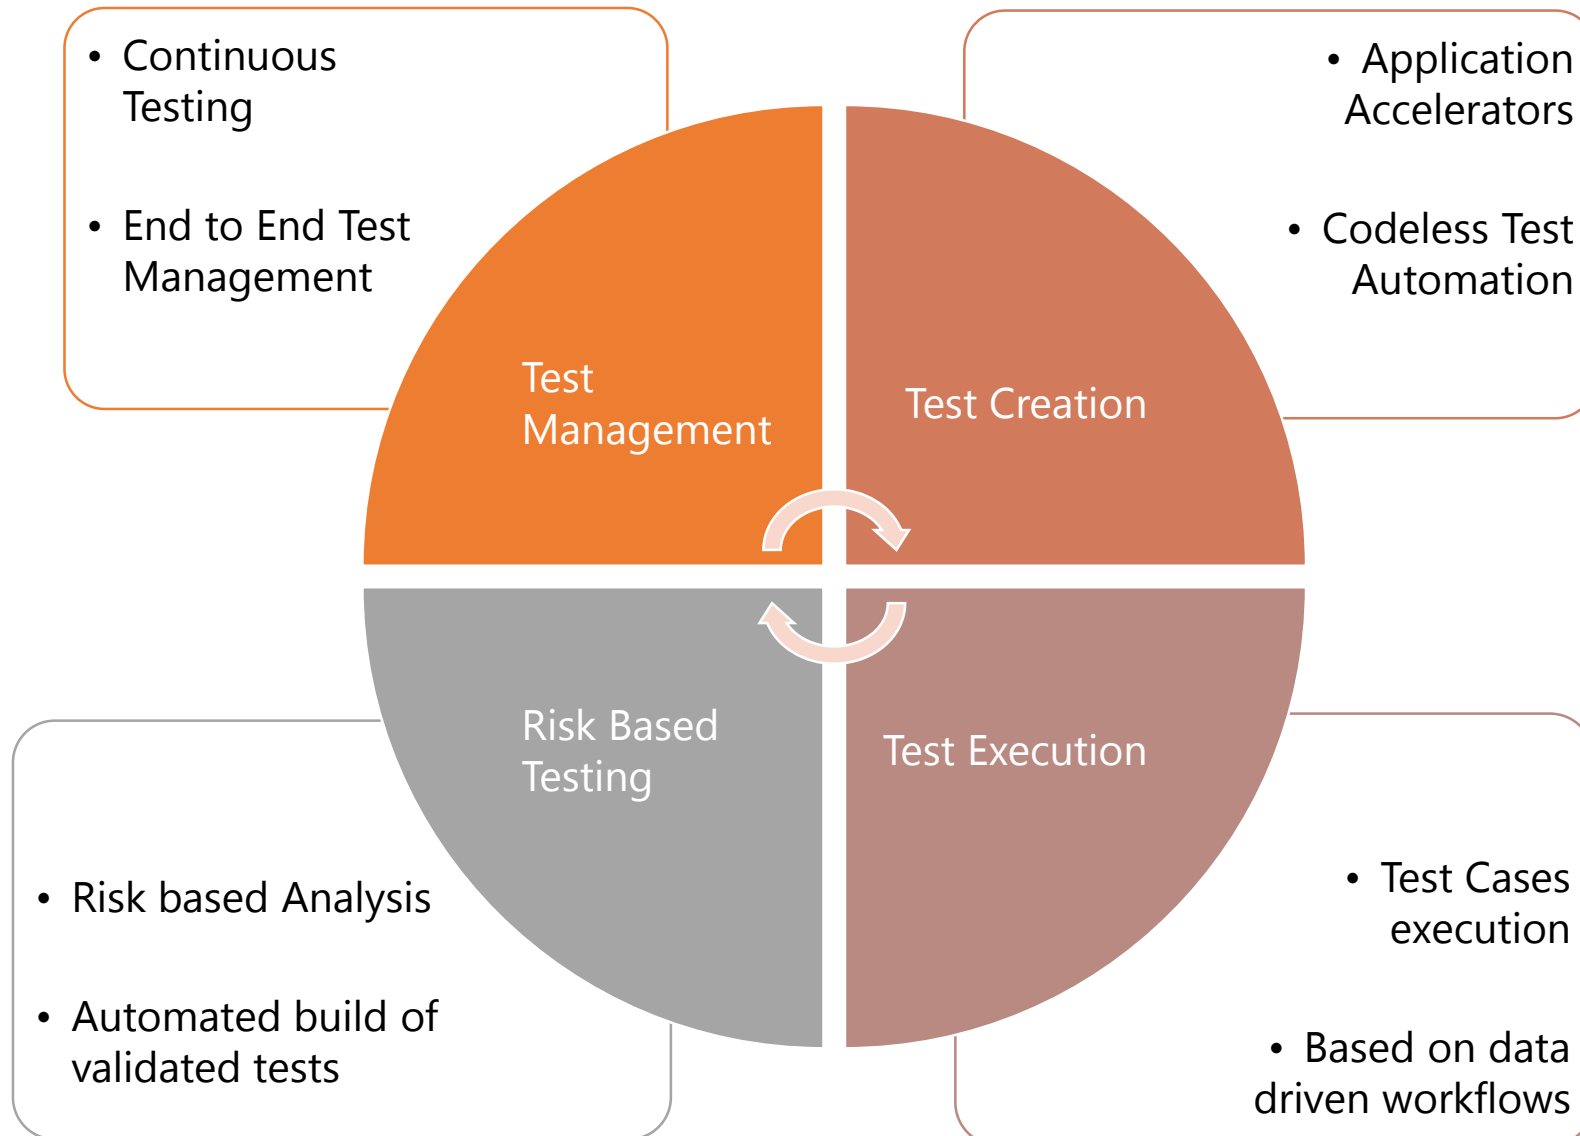 • Continuous
Testing
• End to End Test
Management
• Application
Accelerators
• Codeless Test
Automation
Test
Management
Test Creation
Risk Based
Testing
Test Execution
• Risk based Analysis
• Automated build of
validated tests
• Test Cases
execution
• Based on data
driven workflows